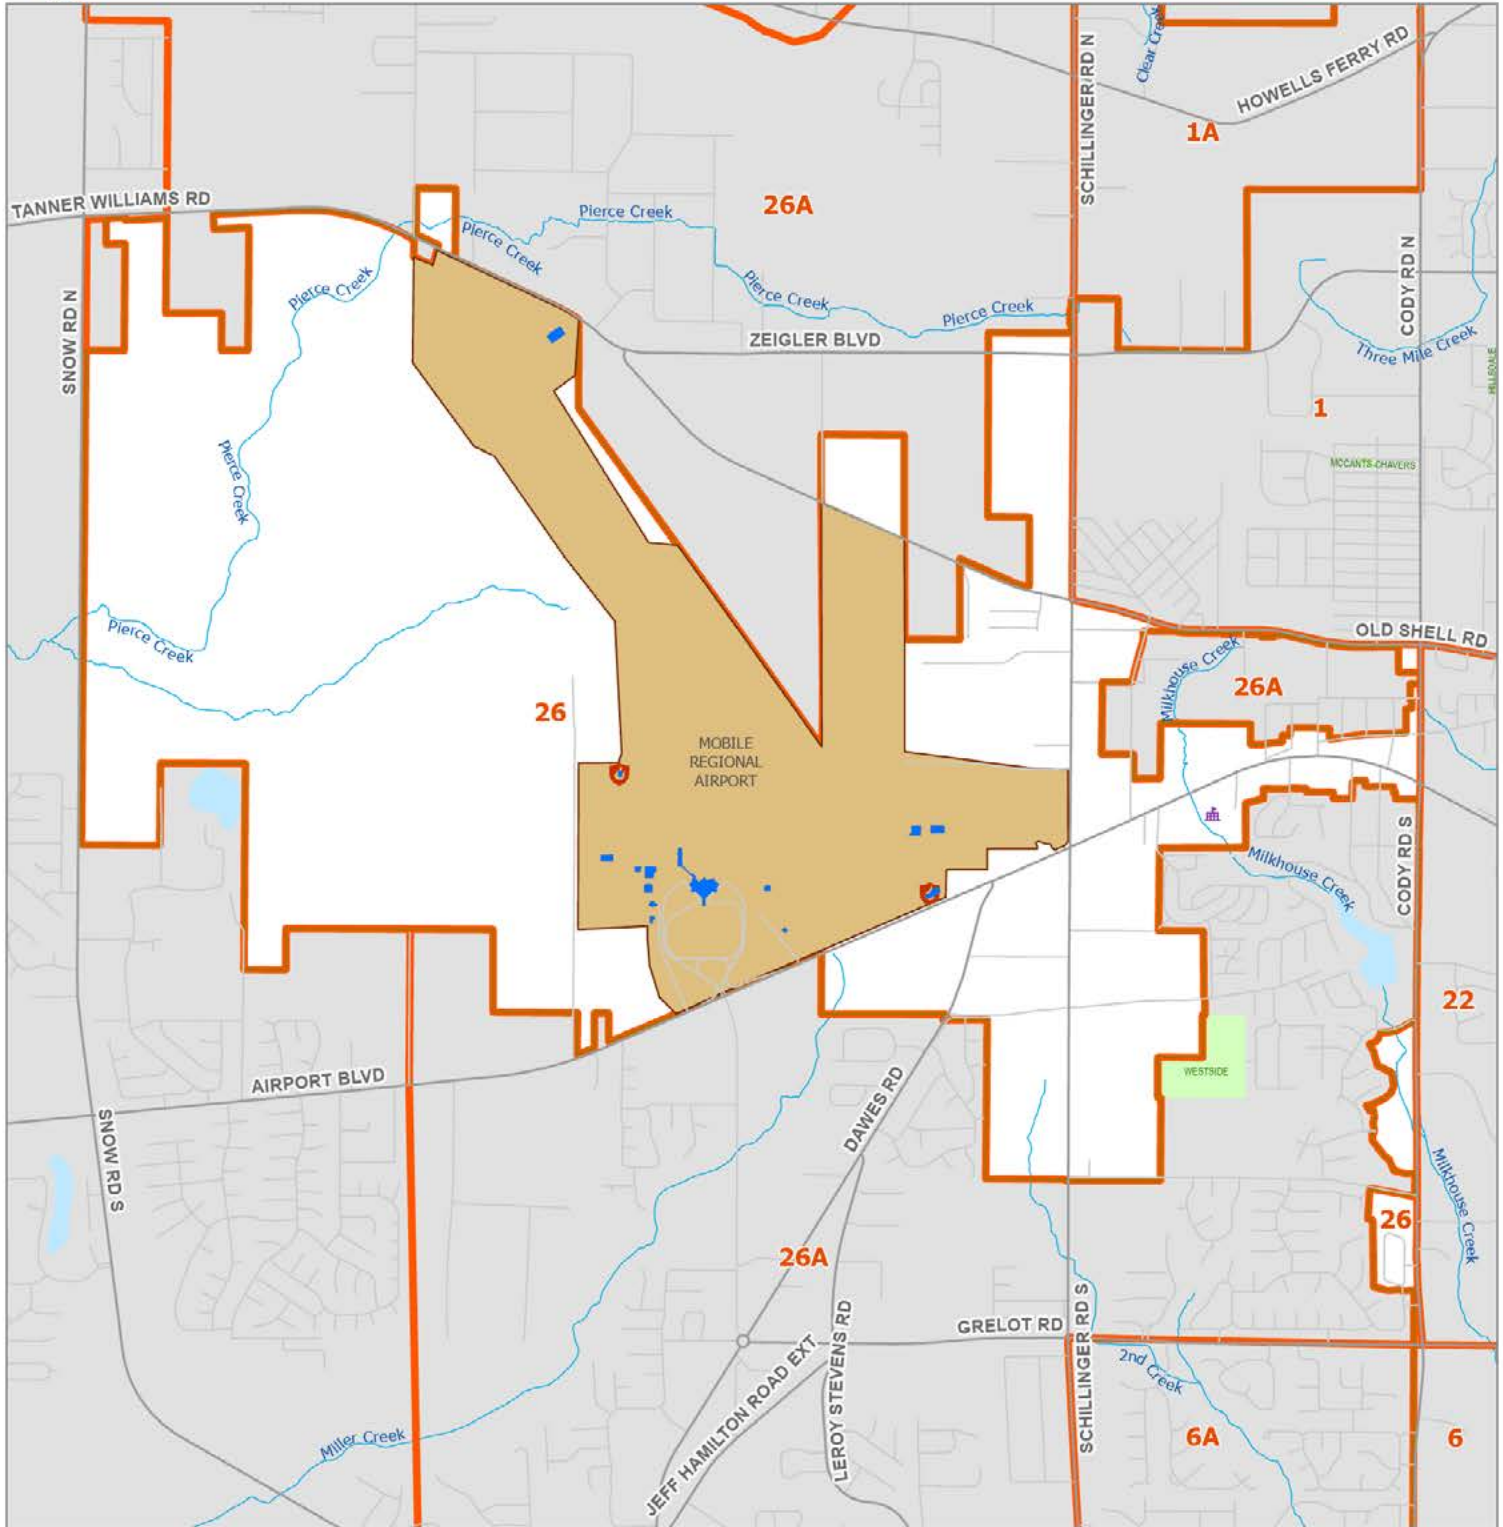 Clear Creek
SCHILLINGER RD N
HOWELLS FERRY RD
1A
TANNER WILLIAMS RD
26A
Pierce Creek
Pierce Creek
Pierce Creek
Pierce Creek
Pierce Creek
SNOW RD N
CODY RD N
ZEIGLER BLVD
Three Mile Creek
HILLSDALE
1
MCCANTS-CHAVERS
Pierce Creek
Pierce Creek
OLD SHELL RD
Milkhouse Creek
26A
26
MOBILE
REGIONAL
AIRPORT
Milkhouse Creek
CODY RD S
22
WESTSIDE
AIRPORT BLVD
SNOW RD S
DAWES RD
Milkhouse Creek
26
26A
SCHILLINGER RD S
GRELOT RD
LEROY STEVENS RD
JEFF HAMILTON ROAD EXT
2nd Creek
Miller Creek
6A
6